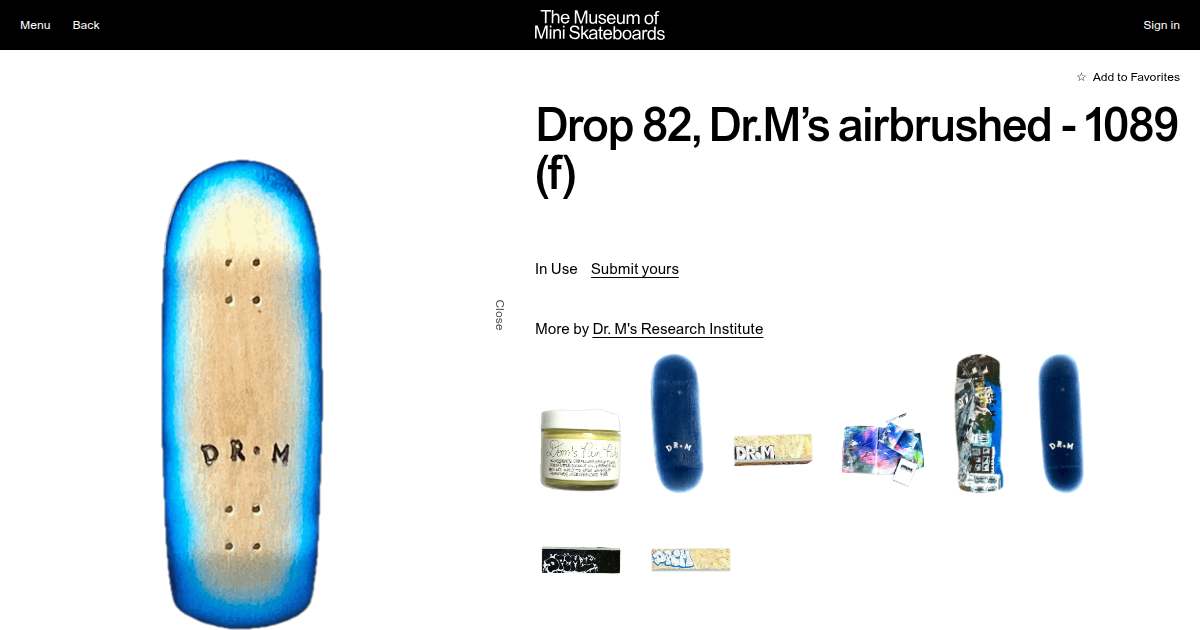 Menu
Back
The Museum of
Mini Skateboards
Sign in
☆ Add to Favorites
Drop 82, Dr.M’s airbrushed - 1089
(f)
DR·M
Close
In Use
Submit yours
More by Dr. M's Research Institute
DR·M
DR·M
DR·M